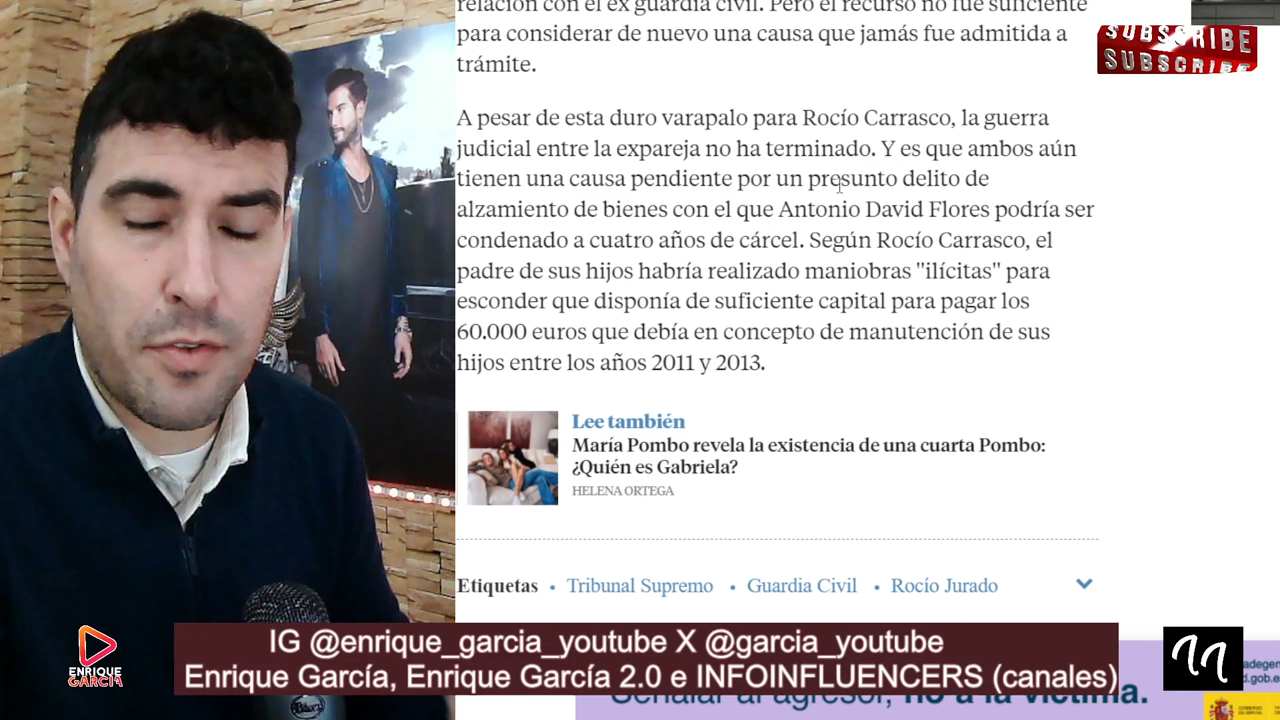 relación con el ex guardia civil. Pero el recurso no fue suficiente
para considerar de nuevo una causa que jamás fue admitida a
trámite.
A pesar de esta duro varapalo para Rocío Carrasco, la guerra
judicial entre la expareja no ha terminado. Y es que ambos aún
tienen una causa pendiente por un presunto delito de
alzamiento de bienes con el que Antonio David Flores podría ser
condenado a cuatro años de cárcel. Según Rocío Carrasco, el
padre de sus hijos habría realizado maniobras "ilícitas" para
esconder que disponía de suficiente capital para pagar los
60.000 euros que debía en concepto de manutención de sus
hijos entre los años 2011 y 2013.
Lee también
María Pombo revela la existencia de una cuarta Pombo:
¿Quién es Gabriela?
HELENA ORTEGA
Etiquetas • Tribunal Supremo • Guardia Civil • Rocío Jurado
SUBSCRIBE
SUBSCRIBE
ENRIQUE
GARCÍA
IG @enrique_garcia_youtube X @garcia_youtube
Enrique García, Enrique García 2.0 e INFOINFLUENCERS (canales)
Señalar al agresor, no a la víctima.